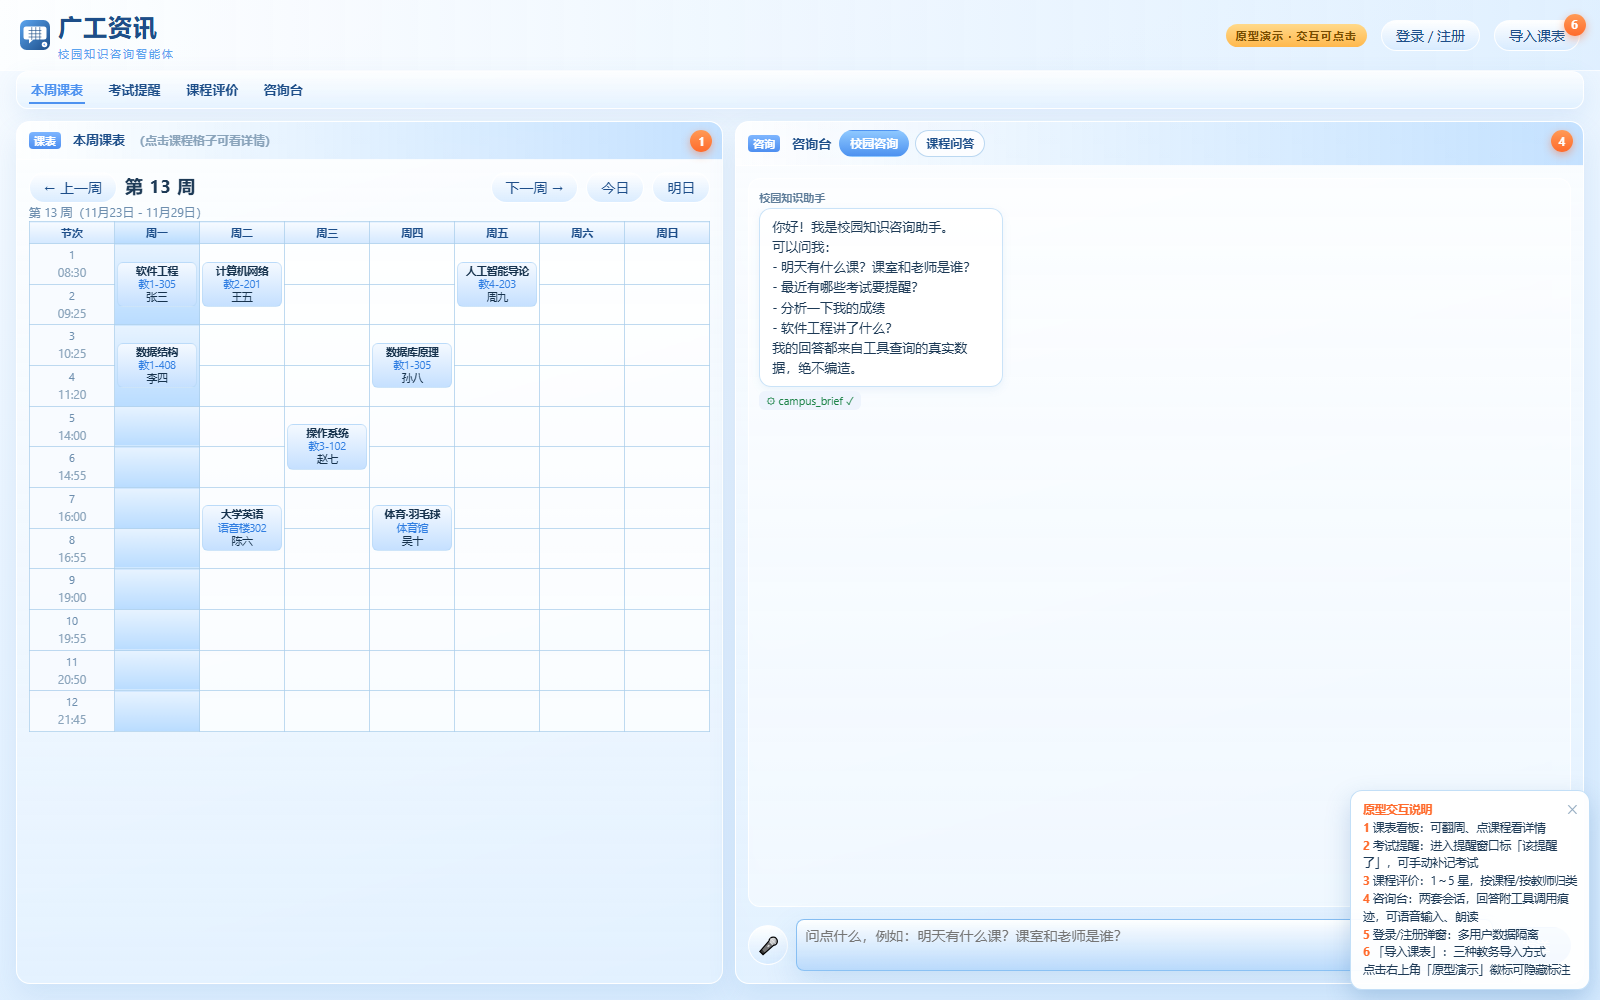 广工资讯
校园知识咨询智能体
原型演示 · 交互可点击
登录 / 注册
导入课表
6
本周课表
考试提醒
课程评价
咨询台
课表
本周课表
(点击课程格子可看详情)
1
← 上一周
第 13 周
下一周 →
今日
明日
第 13 周（11月23日 - 11月29日）
节次 周一 周二 周三 周四 周五 周六 周日
1
08:30
2
09:25
3
10:25
4
11:20
5
14:00
6
14:55
7
16:00
8
16:55
9
19:00
10
19:55
11
20:50
12
21:45
软件工程
教1-305
张三
计算机网络
教2-201
王五
人工智能导论
教4-203
周九
数据结构
教1-408
李四
数据库原理
教1-305
孙八
操作系统
教3-102
赵七
大学英语
语音楼302
陈六
体育·羽毛球
体育馆
吴十
咨询
咨询台
校园咨询
课程问答
4
校园知识助手
你好！我是校园知识咨询助手。
可以问我：
- 明天有什么课？课室和老师是谁？
- 最近有哪些考试要提醒？
- 分析一下我的成绩
- 软件工程讲了什么？
我的回答都来自工具查询的真实数
据，绝不编造。
⚙ campus_brief ✓
问点什么，例如：明天有什么课？课室和老师是谁？
原型交互说明
×
1 课表看板：可翻周、点课程看详情
2 考试提醒：进入提醒窗口标「该提醒
了」，可手动补记考试
3 课程评价：1～5 星，按课程/按教师归类
4 咨询台：两套会话，回答附工具调用痕
迹，可语音输入、朗读
5 登录/注册弹窗：多用户数据隔离
6 「导入课表」：三种教务导入方式
点击右上角「原型演示」徽标可隐藏标注